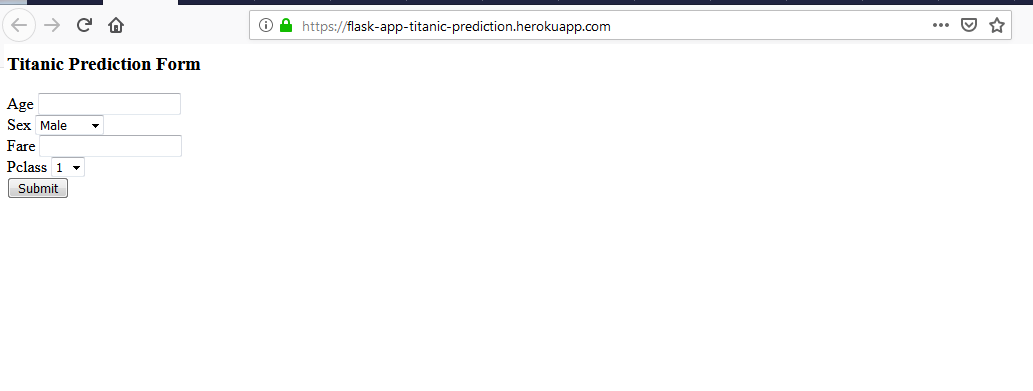 https://flask-app-titanic-prediction.herokuapp.com
Titanic Prediction Form
Age
Sex Male
Fare
Pclass 1
Submit